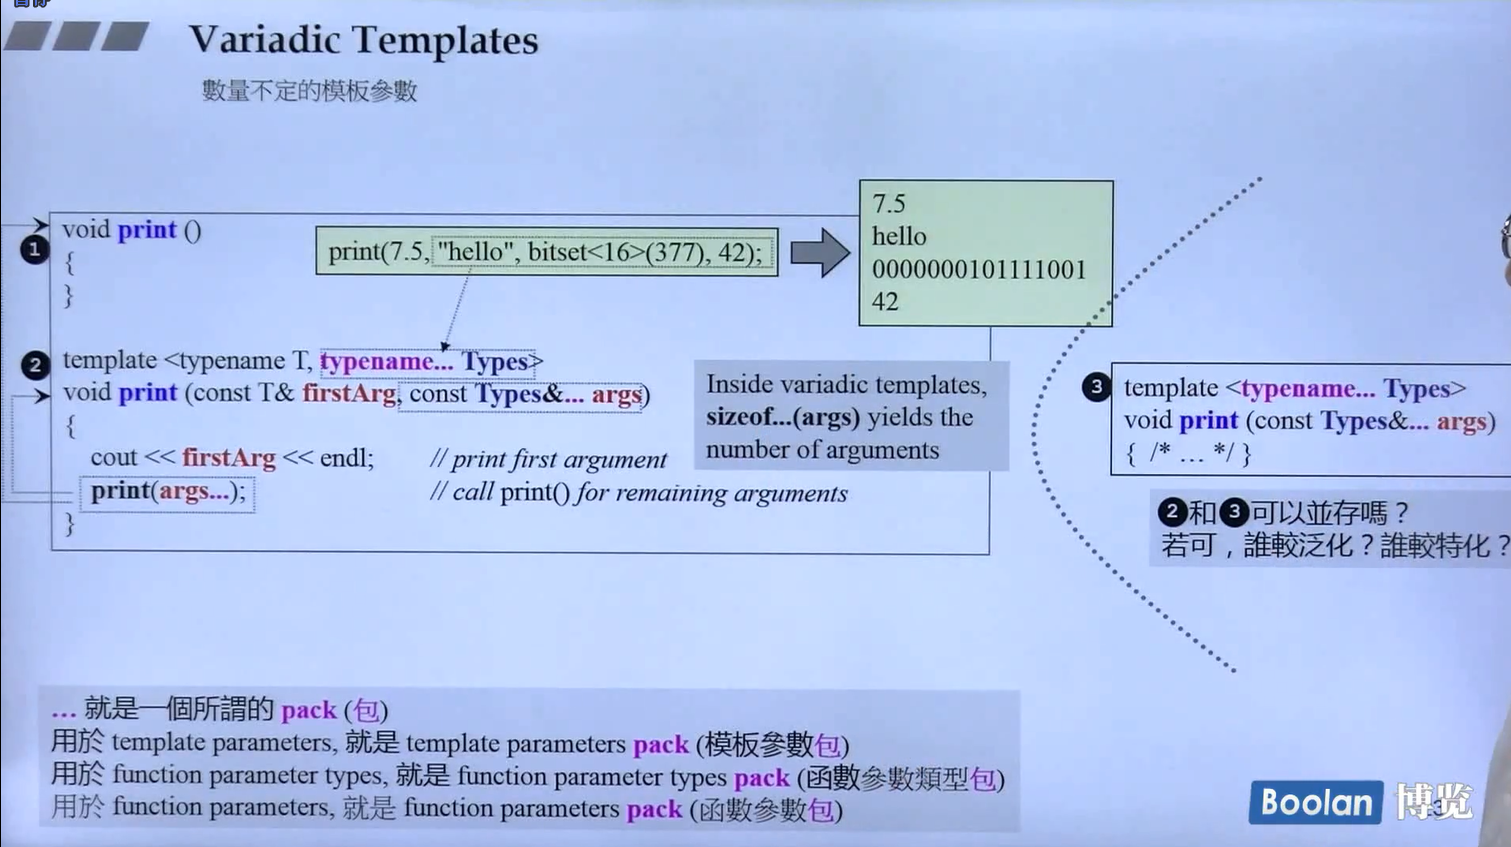 暂停
Variadic Templates
數量不定的模板參數
1
void print ()
{
}
print(7.5, "hello", bitset<16>(377), 42);
7.5
hello
0000000101111001
42
2
template <typename T, typename... Types>
void print (const T& firstArg, const Types&... args)
{
cout << firstArg << endl; // print first argument
print(args...); // call print() for remaining arguments
}
Inside variadic templates,
sizeof...(args) yields the
number of arguments
3
template <typename... Types>
void print (const Types&... args)
{ /* ... */ }
2和3可以並存嗎？
若可，誰較泛化？誰較特化？
... 就是一個所謂的 pack (包)
用於 template parameters, 就是 template parameters pack (模板參數包)
用於 function parameter types, 就是 function parameter types pack (函數參數類型包)
用於 function parameters, 就是 function parameters pack (函數參數包)
Boolan 博览